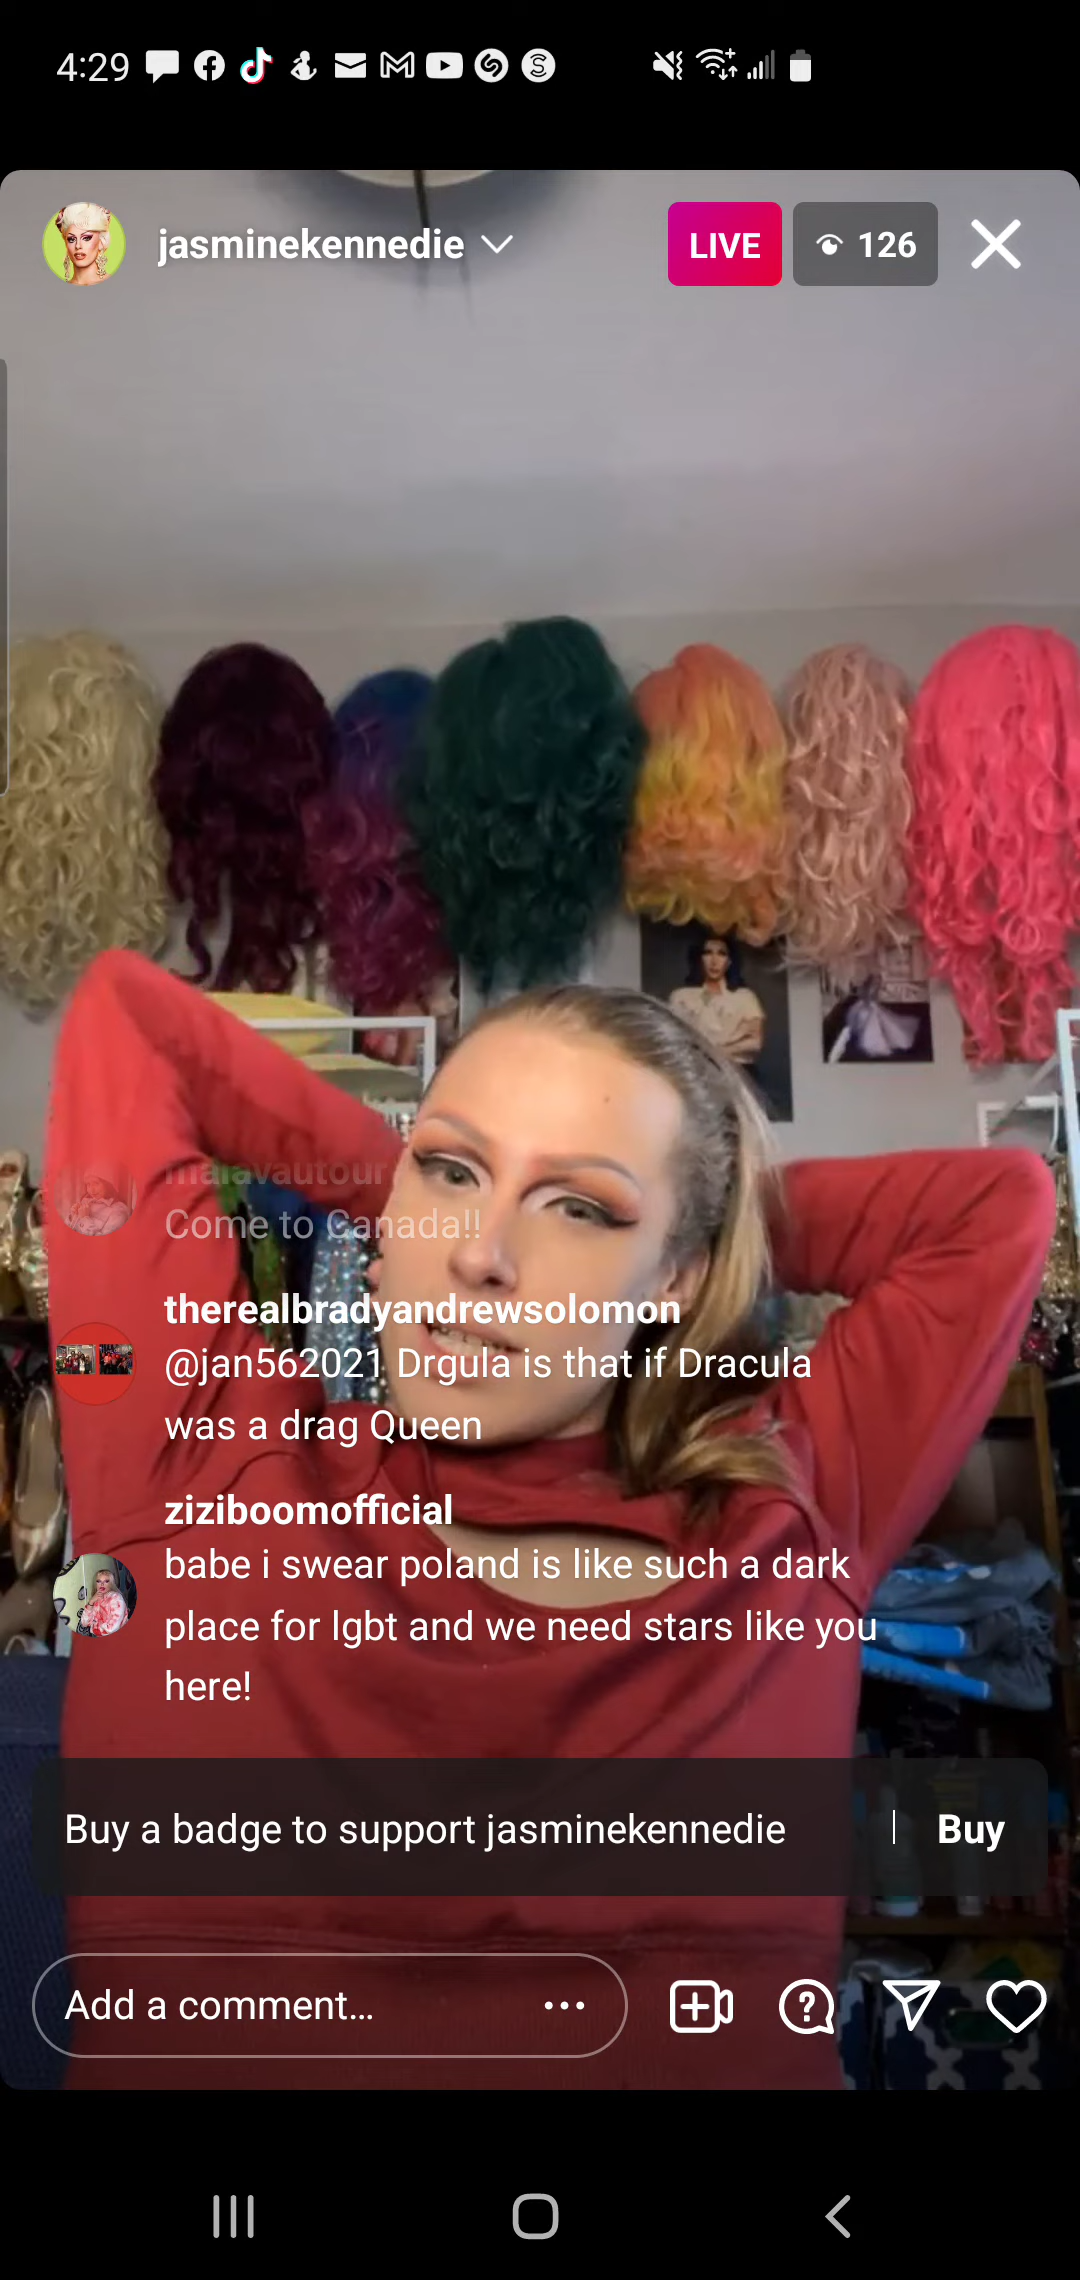 4:29
jasminekennedie
LIVE
126
maiavautour
Come to Canada!!
therealbradyandrewsolomon
@jan562021 Drgula is that if Dracula
was a drag Queen
ziziboomofficial
babe i swear poland is like such a dark
place for lgbt and we need stars like you
here!
Buy a badge to support jasminekennedie | Buy
Add a comment...